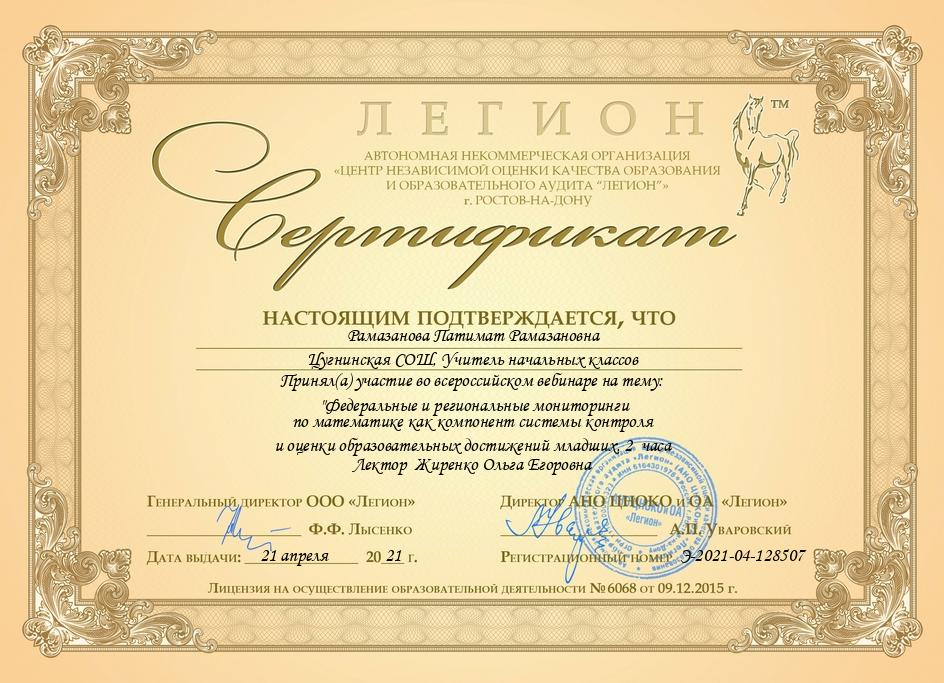 ЛЕГИОН
TM
АВТОНОМНАЯ НЕКОММЕРЧЕСКАЯ ОРГАНИЗАЦИЯ
«ЦЕНТР НЕЗАВИСИМОЙ ОЦЕНКИ КАЧЕСТВА ОБРАЗОВАНИЯ
И ОБРАЗОВАТЕЛЬНОГО АУДИТА "ЛЕГИОН"»
г. РОСТОВ-НА-ДОНУ
Сертификат
НАСТОЯЩИМ ПОДТВЕРЖДАЕТСЯ, ЧТО
Рамазанова Патимат Рамазановна
Цугнинская СОШ, Учитель начальных классов
Принял(а) участие во всероссийском вебинаре на тему:
"Федеральные и региональные мониторинги
по математике как компонент системы контроля
и оценки образовательных достижений младших, 2 часа
Лектор Жиренко Ольга Егоровна
Генеральный директор ООО «Легион»
Ф.Ф. Лысенко
Дата выдачи: 21 апреля 20 21 г.
Директор АНО ЦНОКО и ОА «Легион»
А.П. Уваровский
Регистрационный номер Э-2021-04-128507
Лицензия на осуществление образовательной деятельности №6068 от 09.12.2015 г.
«Легион»